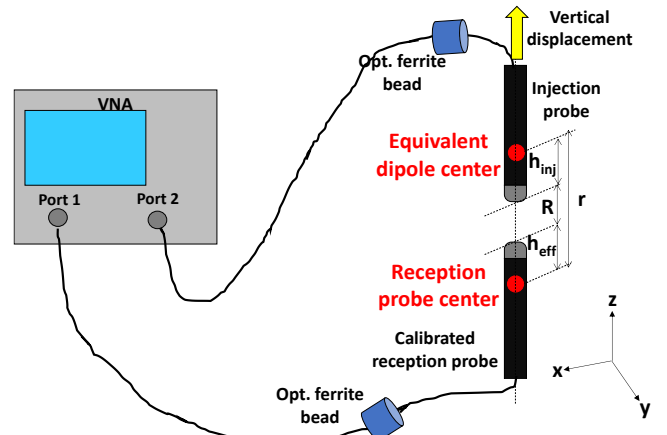 Vertical
displacement
Opt. ferrite
bead
Injection
probe
VNA
Equivalent
dipole center
h_inj
Port 1
Port 2
R
r
h_eff
Reception
probe center
z
Calibrated
reception probe
x
y
Opt. ferrite
bead